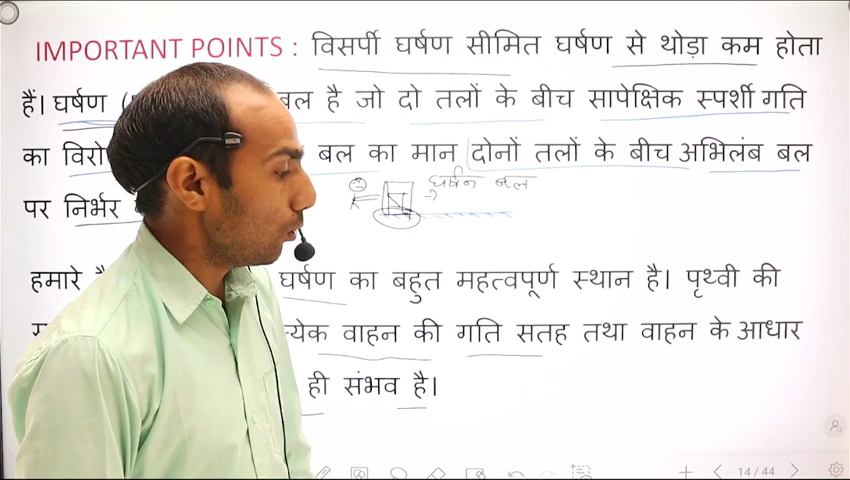 IMPORTANT POINTS : विसर्पी घर्षण सीमित घर्षण से थोड़ा कम होता
हैं। घर्षण बल है जो दो तलों के बीच सापेक्षिक स्पर्शी गति
का बल का मान दोनों तलों के बीच अभिलंब बल
पर निर्भर
घर्षन बल
हमारे घर्षण का बहुत महत्वपूर्ण स्थान है। पृथ्वी की
वाहन की गति सतह तथा वाहन के आधार
ही संभव है।
14 / 44